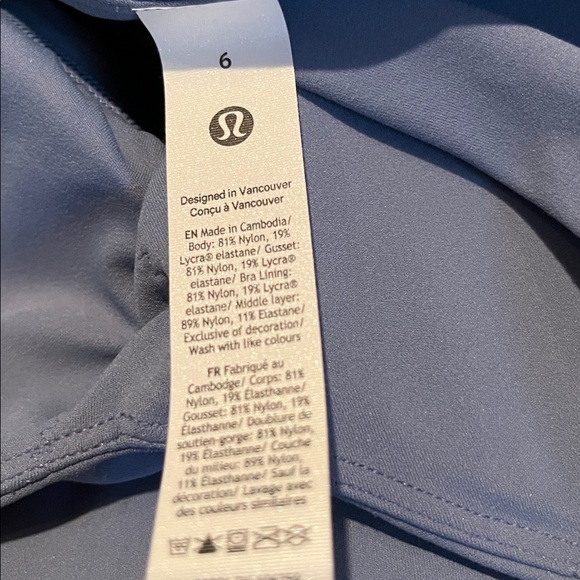 6
Designed in Vancouver
Conçu à Vancouver
EN Made in Cambodia/
Body: 81% Nylon, 19%
Lycra® elastane/ Gusset:
81% Nylon, 19% Lycra®
elastane/ Bra Lining:
81% Nylon, 19% Lycra®
elastane/ Middle layer:
89% Nylon, 11% Elastane/
Exclusive of decoration/
Wash with like colours
FR Fabriqué au
Cambodge/ Corps: 81%
Nylon, 19% Élasthanne/
Gousset: 81% Nylon, 19%
Élasthanne/ Doublure de
soutien-gorge: 81% Nylon,
19% Élasthanne/ Couche
du milieu: 89% Nylon,
11% Élasthanne/ Sauf la
décoration/ Lavage avec
des couleurs similaires